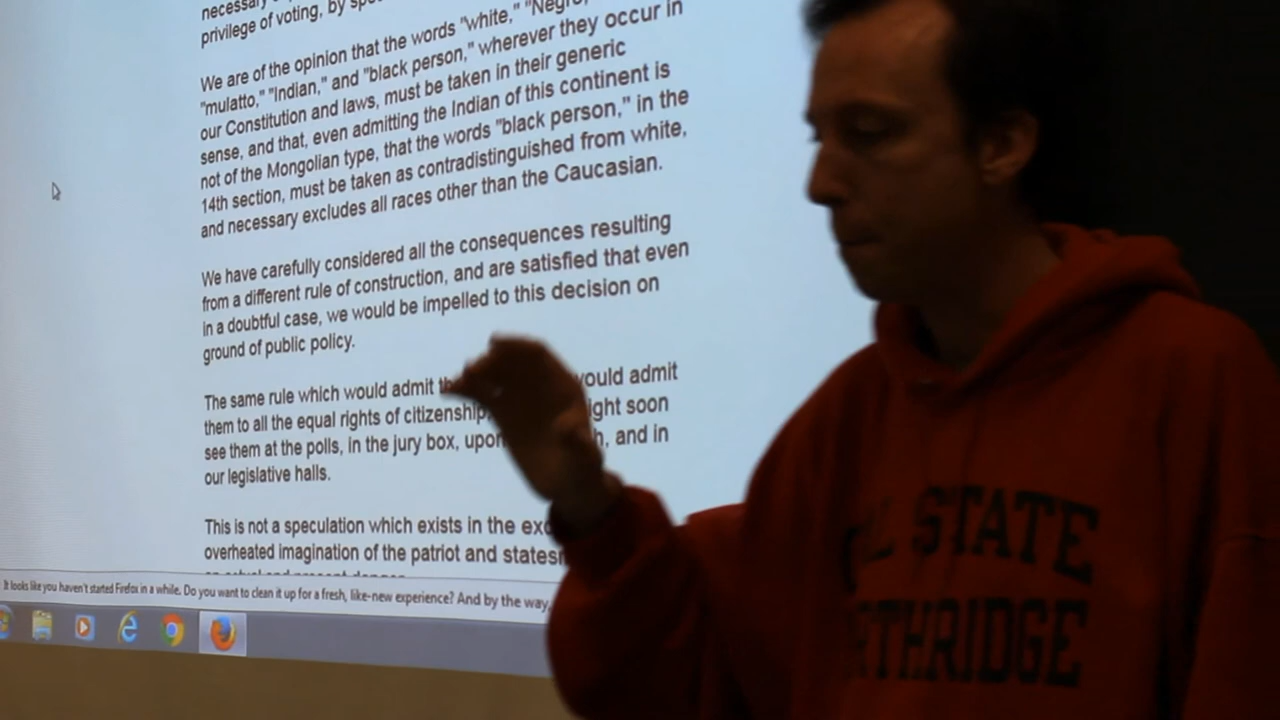 necessary
privilege of voting, by
We are of the opinion that the words "white," "Negro,
"mulatto," "Indian," and "black person," wherever they occur in
our Constitution and laws, must be taken in their generic
sense, and that, even admitting the Indian of this continent is
not of the Mongolian type, that the words "black person," in the
14th section, must be taken as contradistinguished from white,
and necessary excludes all races other than the Caucasian.
We have carefully considered all the consequences resulting
from a different rule of construction, and are satisfied that even
in a doubtful case, we would be impelled to this decision on
ground of public policy.
The same rule which would admit would admit
them to all the equal rights of citizenship, ight soon
see them at the polls, in the jury box, upon h, and in
our legislative halls.
This is not a speculation which exists in the
overheated imagination of the patriot and
It looks like you haven't started Firefox in a while. Do you want to clean it up for a fresh, like-new experience? And by the way,
L STATE
THRIDGE